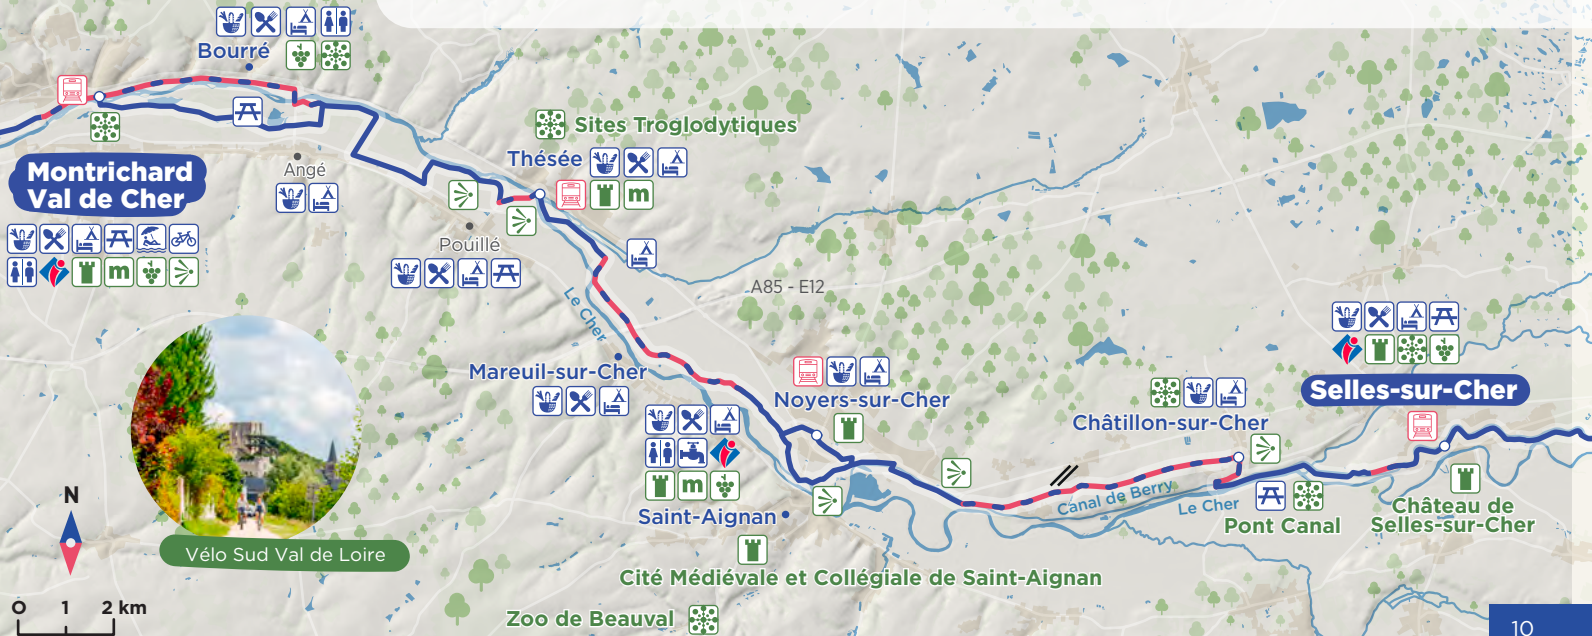 Bourré
Sites Troglodytiques
Thésée
m
Montrichard
Val de Cher
Angé
Pouillé
m
A85 - E12
Le Cher
Mareuil-sur-Cher
Noyers-sur-Cher
Selles-sur-Cher
Châtillon-sur-Cher
m
Canal de Berry
Le Cher
Saint-Aignan
Pont Canal
Château de
Selles-sur-Cher
N
Vélo Sud Val de Loire
Cité Médiévale et Collégiale de Saint-Aignan
0 1 2 km
Zoo de Beauval
10